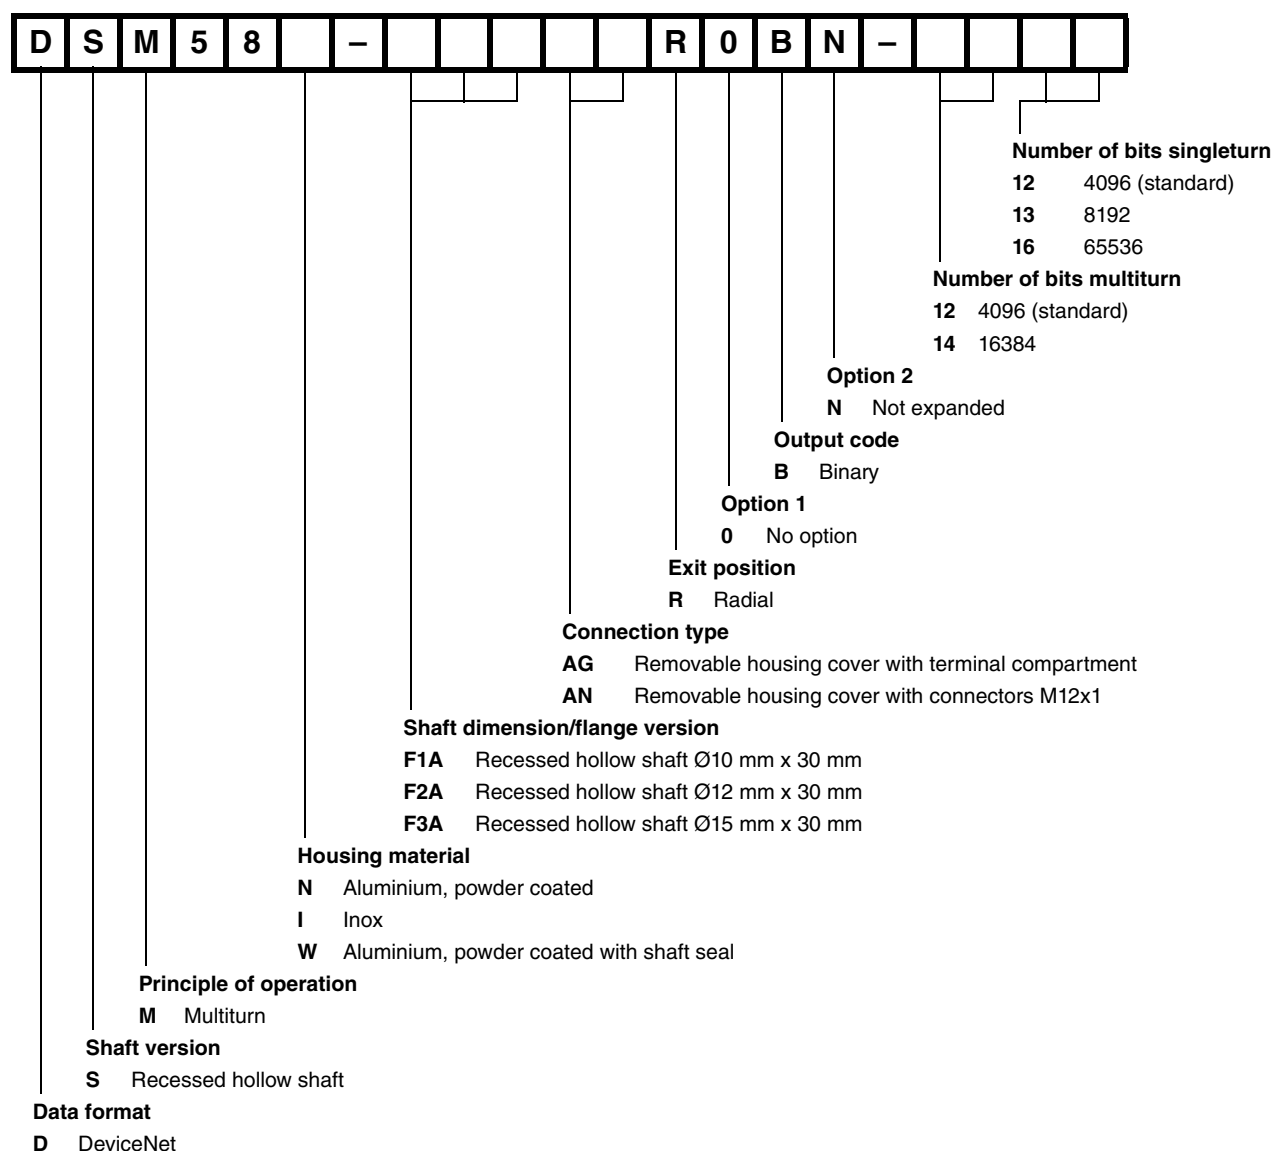 D S M 5 8 – R 0 B N –
Number of bits singleturn
12 4096 (standard)
13 8192
16 65536
Number of bits multiturn
12 4096 (standard)
14 16384
Option 2
N Not expanded
Output code
B Binary
Option 1
0 No option
Exit position
R Radial
Connection type
AG Removable housing cover with terminal compartment
AN Removable housing cover with connectors M12x1
Shaft dimension/flange version
F1A Recessed hollow shaft Ø10 mm x 30 mm
F2A Recessed hollow shaft Ø12 mm x 30 mm
F3A Recessed hollow shaft Ø15 mm x 30 mm
Housing material
N Aluminium, powder coated
I Inox
W Aluminium, powder coated with shaft seal
Principle of operation
M Multiturn
Shaft version
S Recessed hollow shaft
Data format
D DeviceNet